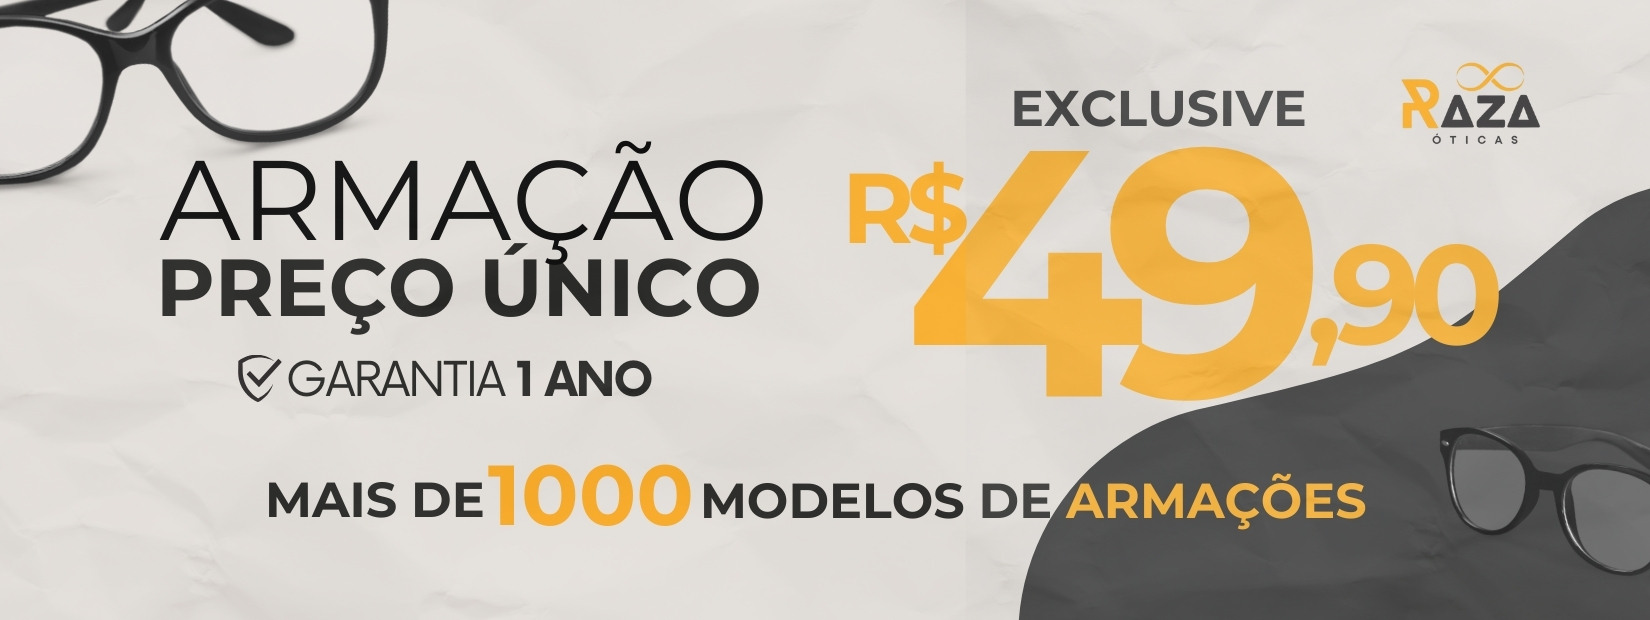 EXCLUSIVE
RAZA
ÓTICAS
ARMAÇÃO
PREÇO ÚNICO
R$49,90
GARANTIA 1 ANO
MAIS DE 1000 MODELOS DE ARMAÇÕES